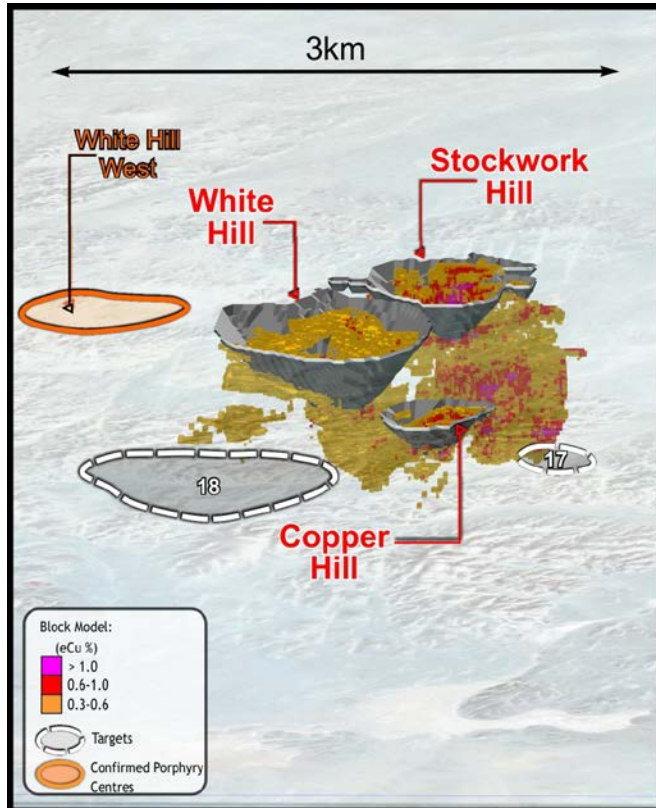 3km
White Hill
West
Stockwork
Hill
White
Hill
18
17
Copper
Hill
Block Model:
(eCu %)
> 1.0
0.6-1.0
0.3-0.6
Targets
Confirmed Porphyry
Centres